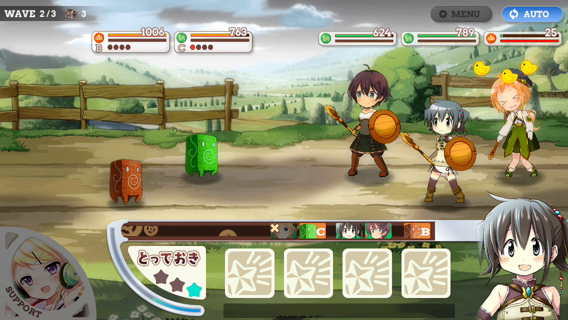 WAVE 2/3 3
MENU
AUTO
1006
B
763
C
624
789
25
C
B
とっておき
SUPPORT